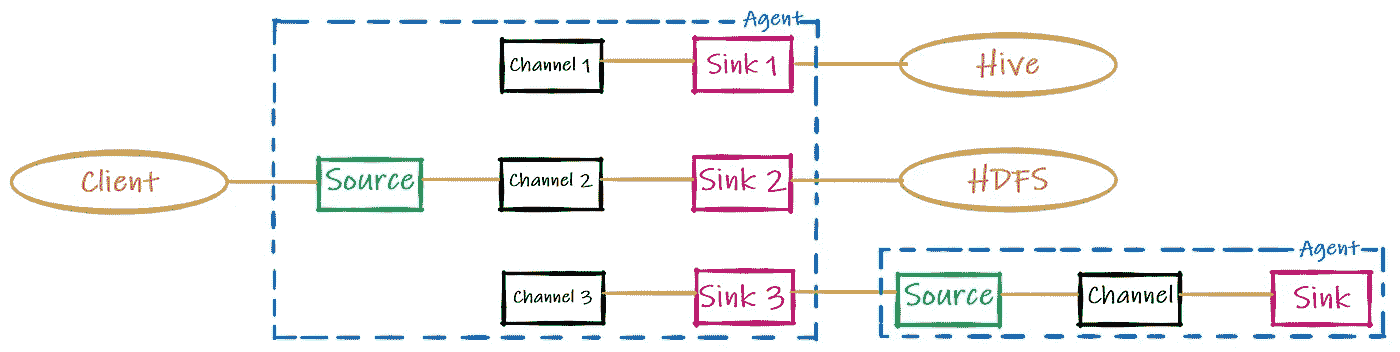 Agent
Channel 1
Sink 1
Hive
Client
Source
Channel 2
Sink 2
HDFS
Agent
Channel 3
Sink 3
Source
Channel
Sink